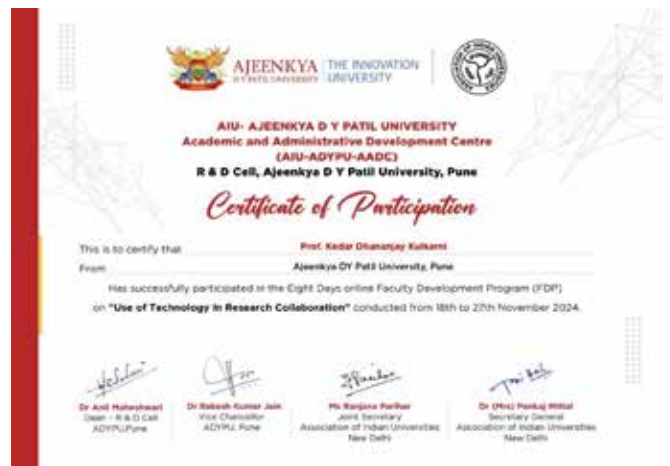 AJEENKYA
D Y PATIL UNIVERSITY
THE INNOVATION
UNIVERSITY
AIU- AJEENKYA D Y PATIL UNIVERSITY
Academic and Administrative Development Centre
(AIU-ADYPU-AADC)
R & D Cell, Ajeenkya D Y Patil University, Pune
Certificate of Participation
This is to certify that Prof. Kedar Dhananjay Kulkarni
From Ajeenkya DY Patil University, Pune
Has successfully participated in the Eight Days online Faculty Development Program (FDP)
on "Use of Technology in Research Collaboration" conducted from 18th to 27th November 2024.
Dr Anil Maheshwari
Dean - R & D Cell
ADYPU, Pune
Dr Rakesh Kumar Jain
Vice Chancellor
ADYPU, Pune
Ms Ranjana Parihar
Joint Secretary
Association of Indian Universities
New Delhi
Dr (Mrs) Pankaj Mittal
Secretary General
Association of Indian Universities
New Delhi